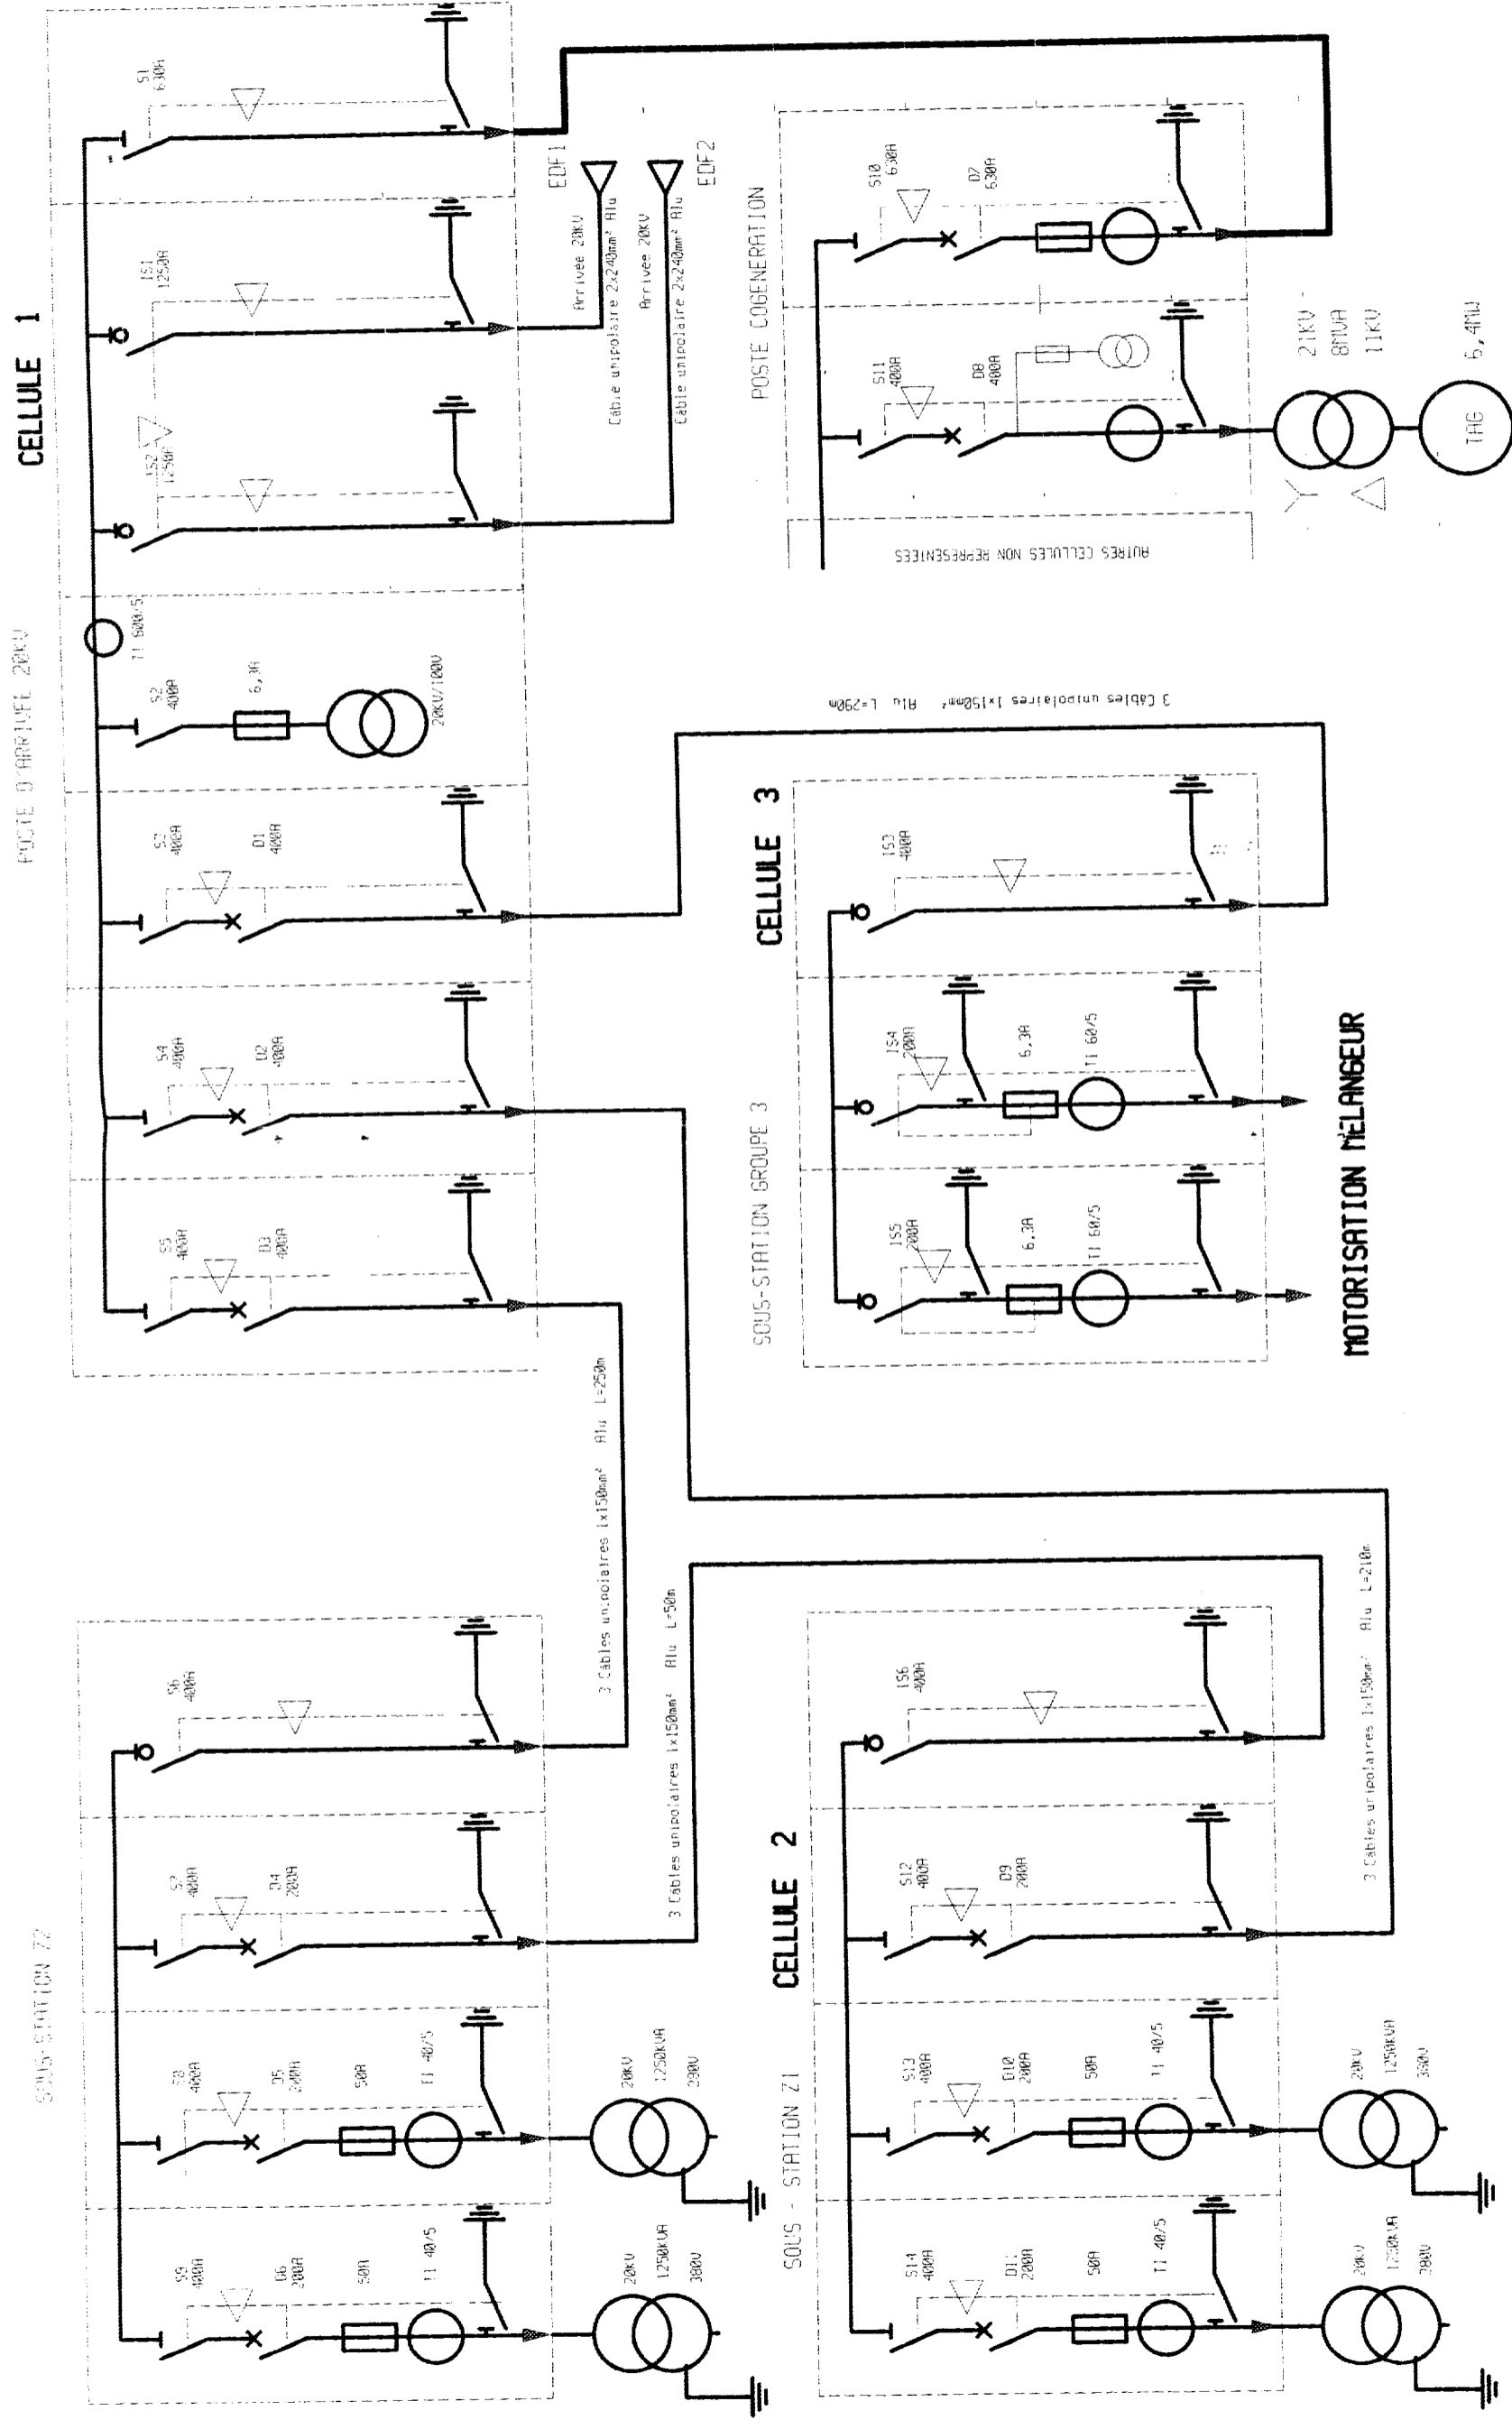 CELLULE 1
POSTE D'ARRIVEE 20KV
S1
630A
IS1
1250A
IS2
1250A
TI 600/5
S2
400A
6,3A
20KV/100V
S3
400A
D1
400A
S4
400A
D2
400A
S5
400A
D3
400A
EDF1
Arrivée 20KV
Câble unipolaire 2x240mm² Alu
Arrivée 20KV
Câble unipolaire 2x240mm² Alu
EDF2
POSTE COGENERATION
S10
630A
D7
630A
S11
400A
D8
400A
AUTRES CELLULES NON REPRESENTEES
21KV
8MVA
11KV
TAG
6,4MW
3 Câbles unipolaires 1x150mm² Alu L=290m
CELLULE 3
SOUS-STATION GROUPE 3
IS3
400A
IS4
200A
6,3A
TI 60/5
IS5
200A
6,3A
TI 60/5
MOTORISATION MELANGEUR
3 Câbles unipolaires 1x150mm² Alu L=250m
3 Câbles unipolaires 1x150mm² Alu L=50m
3 Câbles unipolaires 1x150mm² Alu L=210m
SOUS-STATION Z2
S6
400A
S7
400A
D4
200A
S8
400A
D5
200A
50A
TI 40/5
20KV
1250KVA
S9
400A
D6
200A
50A
TI 40/5
20KV
1250KVA
380V
CELLULE 2
SOUS - STATION Z1
IS6
400A
S12
400A
D9
200A
S13
400A
D10
200A
50A
TI 40/5
20KV
1250KVA
380V
S14
400A
D11
200A
50A
TI 40/5
20KV
1250KVA
380V